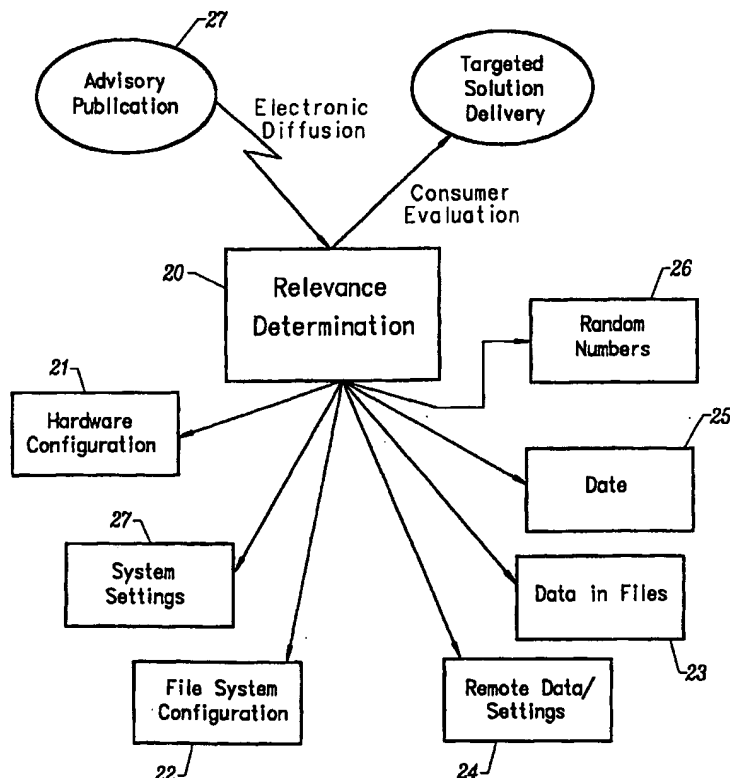 27
Advisory
Publication
Targeted
Solution
Delivery
Electronic
Diffusion
Consumer
Evaluation
20
Relevance
Determination
26
Random
Numbers
21
Hardware
Configuration
25
Date
27
System
Settings
Data in Files
23
File System
Configuration
22
Remote Data/
Settings
24